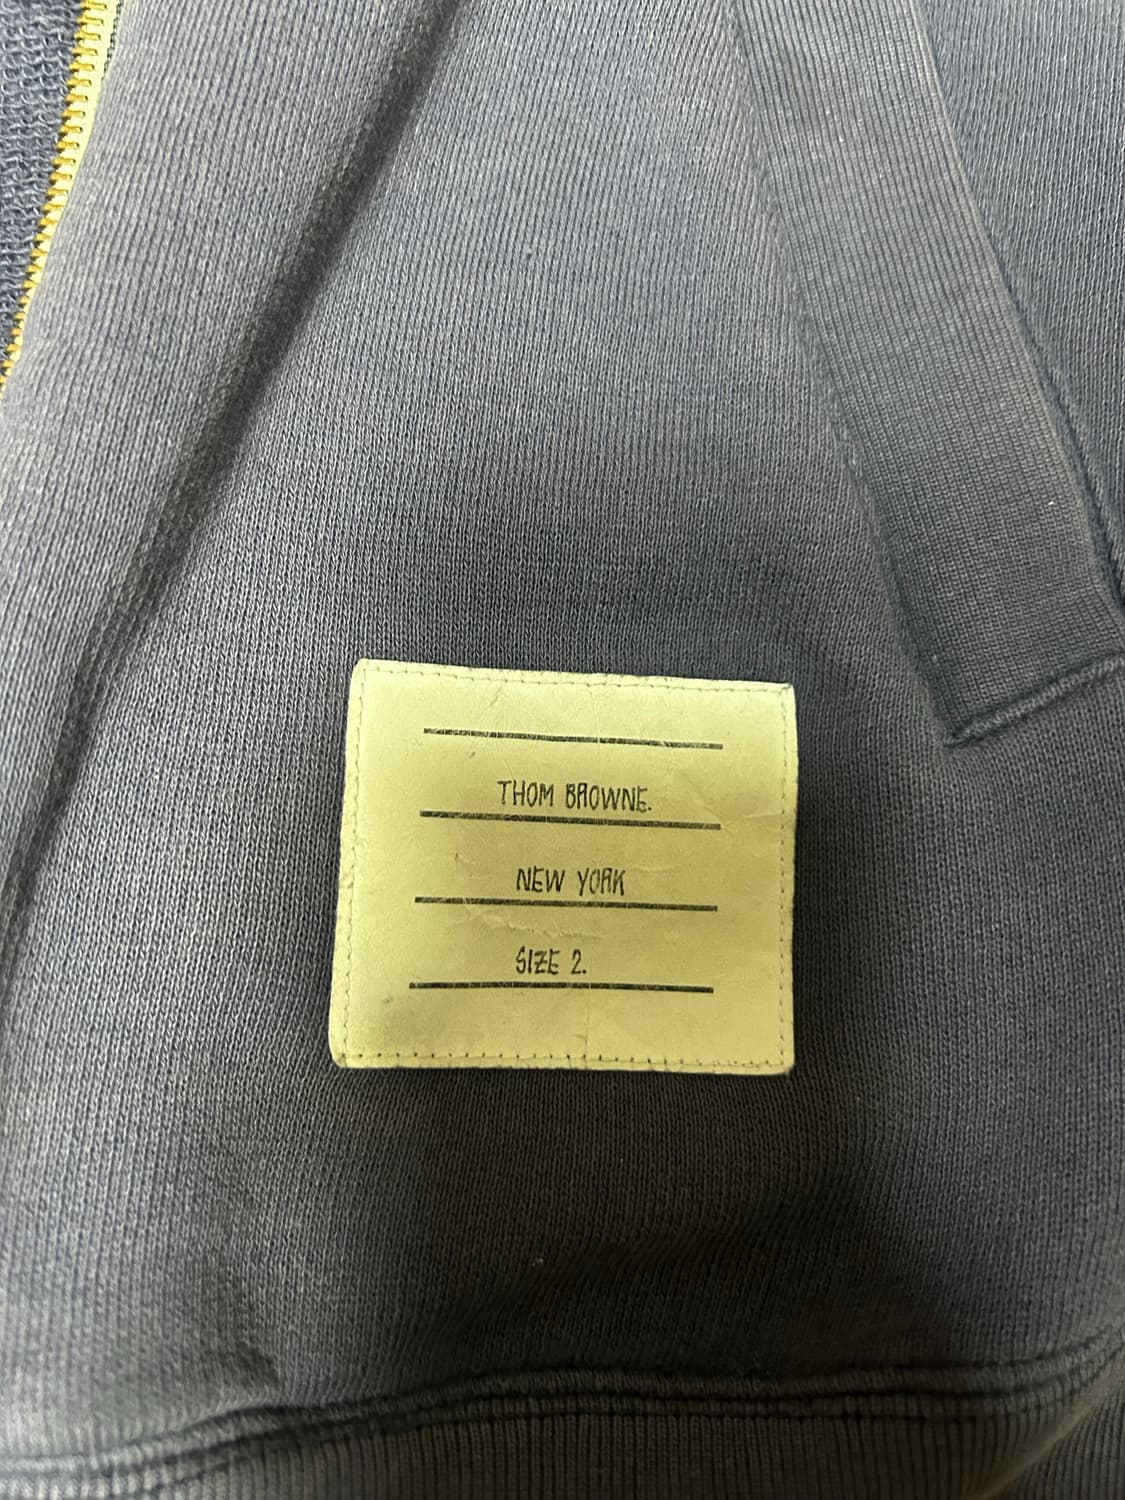 THOM BROWNE.
NEW YORK
SIZE 2.